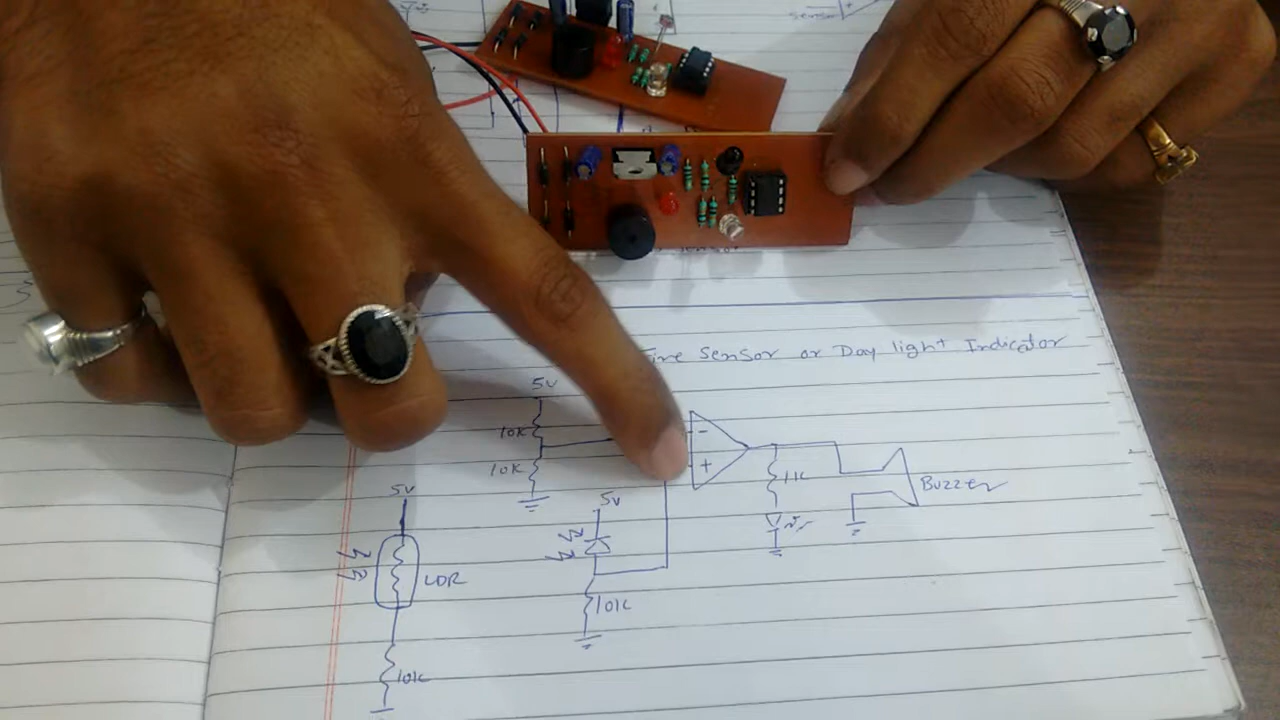 Fire Sensor or Day light Indicator
5v
10K
10K
-
+
1K
Buzzer
5v
5v
LDR
10K
10K